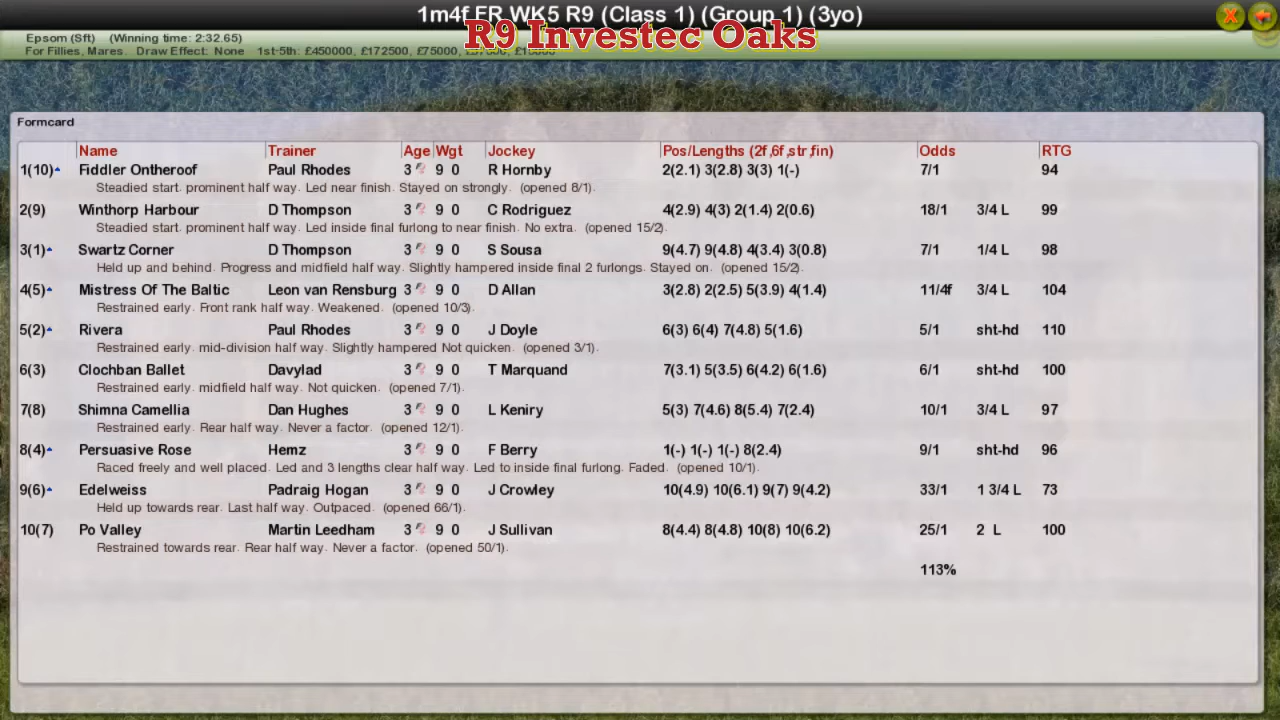 1m4f FR WK5 R9 (Class 1) (Group 1) (3yo)
R9 Investec Oaks
Epsom (Sft) (Winning time: 2:32.65)
For Fillies, Mares. Draw Effect: None 1st-5th: £450000, £172500, £75000,
Formcard
Name Trainer Age Wgt Jockey Pos/Lengths (2f,6f,str,fin) Odds RTG
1(10) Fiddler Ontheroof Paul Rhodes 3 9 0 R Hornby 2(2.1) 3(2.8) 3(3) 1(-) 7/1 94
Steadied start. prominent half way. Led near finish. Stayed on strongly. (opened 8/1).
2(9) Winthorp Harbour D Thompson 3 9 0 C Rodriguez 4(2.9) 4(3) 2(1.4) 2(0.6) 18/1 3/4 L 99
Steadied start. prominent half way. Led inside final furlong to near finish. No extra. (opened 15/2).
3(1) Swartz Corner D Thompson 3 9 0 S Sousa 9(4.7) 9(4.8) 4(3.4) 3(0.8) 7/1 1/4 L 98
Held up and behind. Progress and midfield half way. Slightly hampered inside final 2 furlongs. Stayed on. (opened 15/2).
4(5) Mistress Of The Baltic Leon van Rensburg 3 9 0 D Allan 3(2.8) 2(2.5) 5(3.9) 4(1.4) 11/4f 3/4 L 104
Restrained early. Front rank half way. Weakened. (opened 10/3).
5(2) Rivera Paul Rhodes 3 9 0 J Doyle 6(3) 6(4) 7(4.8) 5(1.6) 5/1 sht-hd 110
Restrained early. mid-division half way. Slightly hampered Not quicken. (opened 3/1).
6(3) Clochban Ballet Davylad 3 9 0 T Marquand 7(3.1) 5(3.5) 6(4.2) 6(1.6) 6/1 sht-hd 100
Restrained early. midfield half way. Not quicken. (opened 7/1).
7(8) Shimna Camellia Dan Hughes 3 9 0 L Keniry 5(3) 7(4.6) 8(5.4) 7(2.4) 10/1 3/4 L 97
Restrained early. Rear half way. Never a factor. (opened 12/1).
8(4) Persuasive Rose Hemz 3 9 0 F Berry 1(-) 1(-) 1(-) 8(2.4) 9/1 sht-hd 96
Raced freely and well placed. Led and 3 lengths clear half way. Led to inside final furlong. Faded. (opened 10/1).
9(6) Edelweiss Padraig Hogan 3 9 0 J Crowley 10(4.9) 10(6.1) 9(7) 9(4.2) 33/1 1 3/4 L 73
Held up towards rear. Last half way. Outpaced. (opened 66/1).
10(7) Po Valley Martin Leedham 3 9 0 J Sullivan 8(4.4) 8(4.8) 10(8) 10(6.2) 25/1 2 L 100
Restrained towards rear. Rear half way. Never a factor. (opened 50/1).
113%